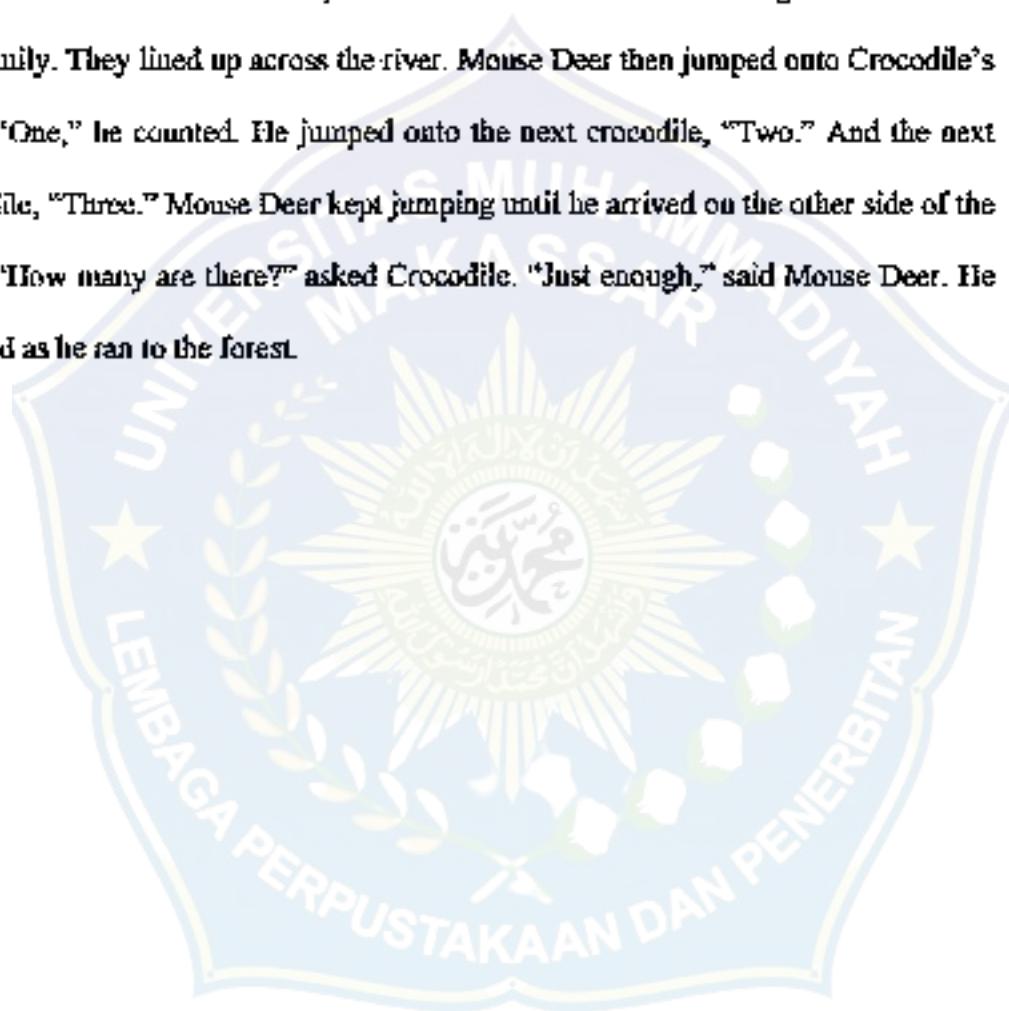 nily. They lined up across the river. Mouse Deer then jumped onto Crocodile's
"One," he counted. He jumped onto the next crocodile, "Two." And the next
ile, "Three." Mouse Deer kept jumping until he arrived on the other side of the
"How many are there?" asked Crocodile. "Just enough," said Mouse Deer. He
d as he ran to the forest.
UNIVERSITAS MUHAMMADIYAH
MAKASSAR
محمد
LEMBAGA PERPUSTAKAAN DAN PENERBITAN